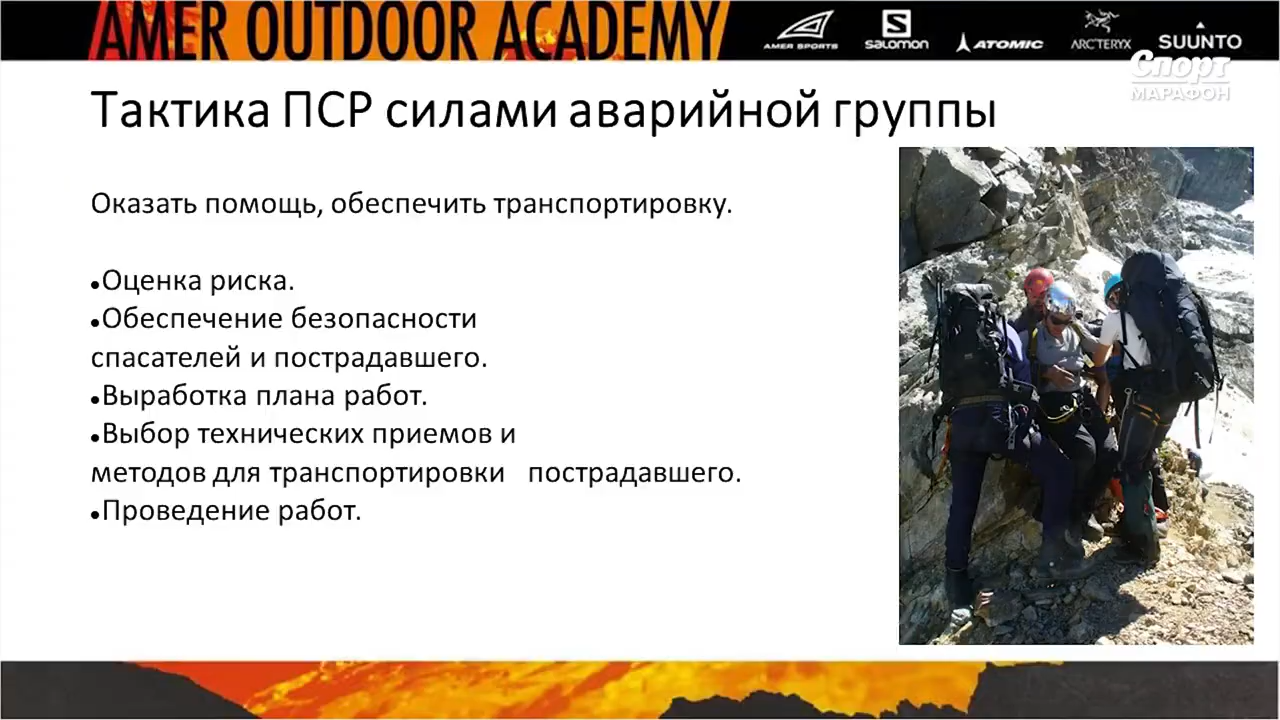 AMER OUTDOOR ACADEMY
AMER SPORTS
SALOMON
ATOMIC
ARC'TERYX
SUUNTO
Спорт
МАРАФОН
Тактика ПСР силами аварийной группы
Оказать помощь, обеспечить транспортировку.
●Оценка риска.
●Обеспечение безопасности
спасателей и пострадавшего.
●Выработка плана работ.
●Выбор технических приемов и
методов для транспортировки пострадавшего.
●Проведение работ.